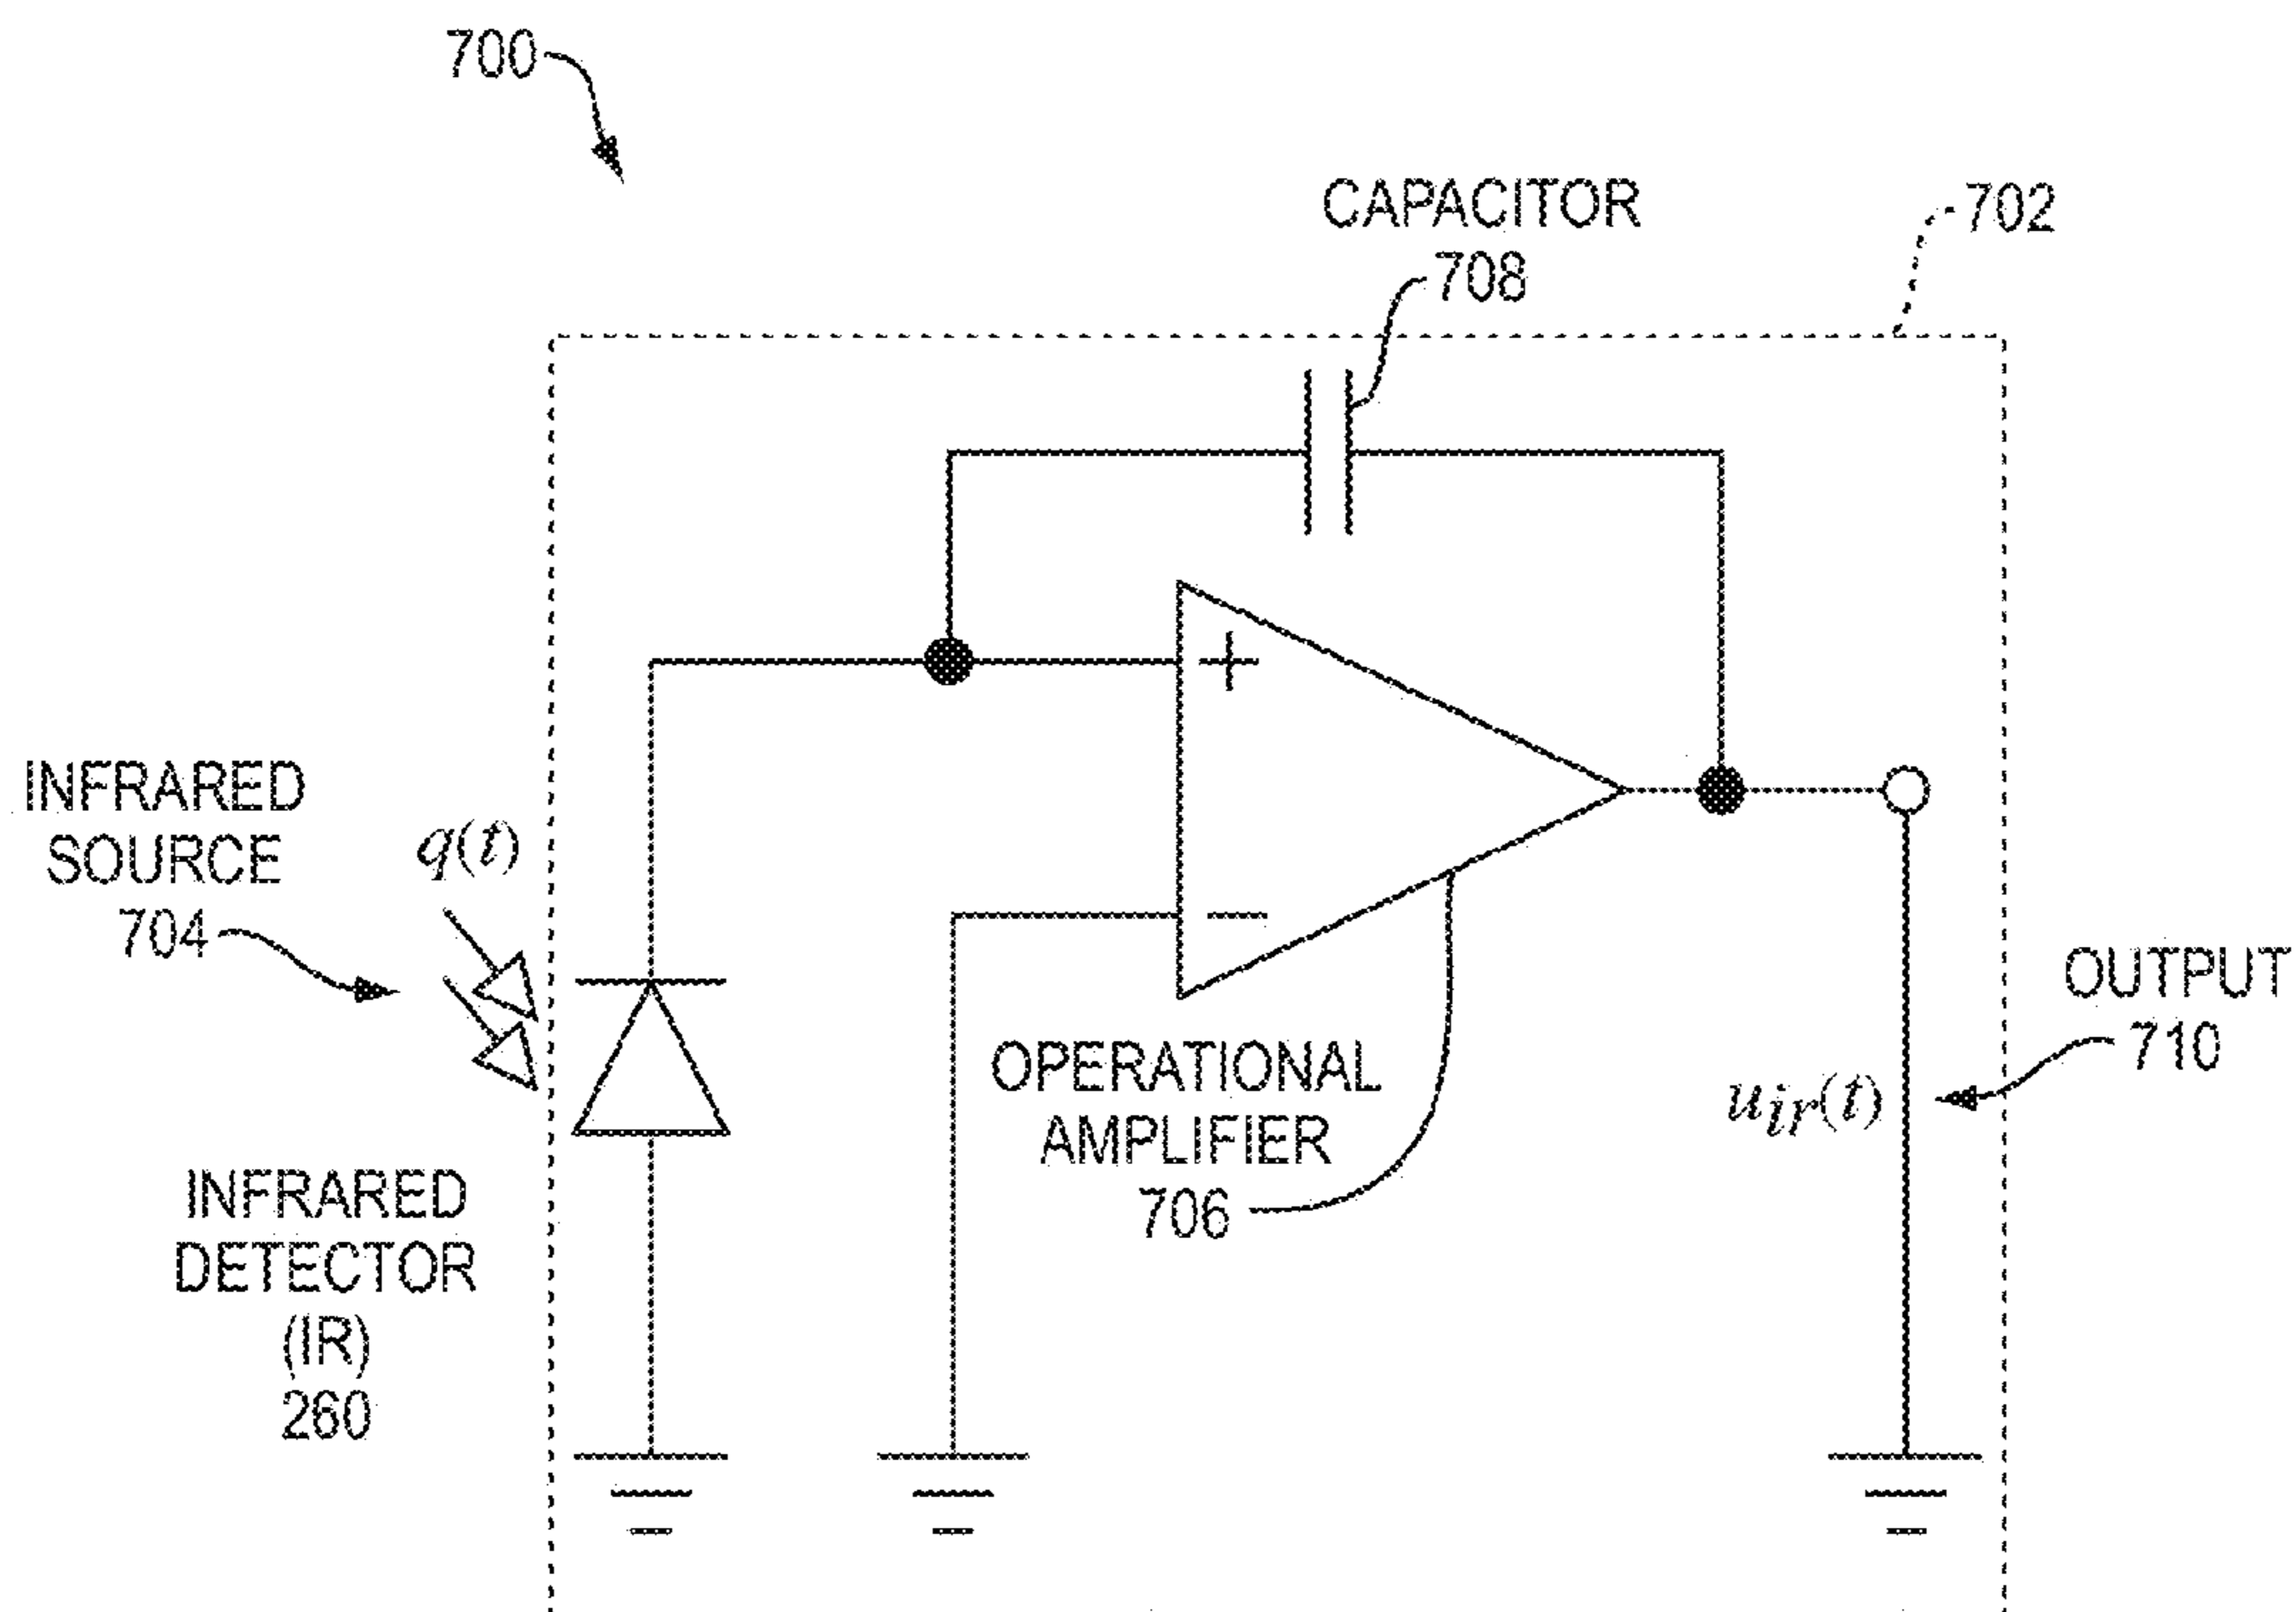 700
CAPACITOR
708
702
+
INFRARED
SOURCE
704
q(t)
−
OPERATIONAL
AMPLIFIER
706
OUTPUT
710
u_ir(t)
INFRARED
DETECTOR
(IR)
260